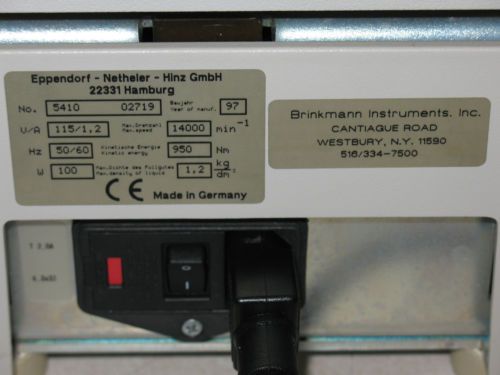 Eppendorf - Netheler - Hinz GmbH
22331 Hamburg
No. 5410 02719 Baujahr Year of manuf. 97
V/A 115/1,2 Max.Drehzahl Max.speed 14000 min⁻¹
Hz 50/60 Kinetische Energie Kinetic energy 950 Nm
W 100 Max.Dichte des Füllgutes Max.density of liquid 1,2 kg/dm³
CE Made in Germany
Brinkmann Instruments, Inc.
CANTIAGUE ROAD
WESTBURY, N.Y. 11590
516/334-7500
T 2.0A